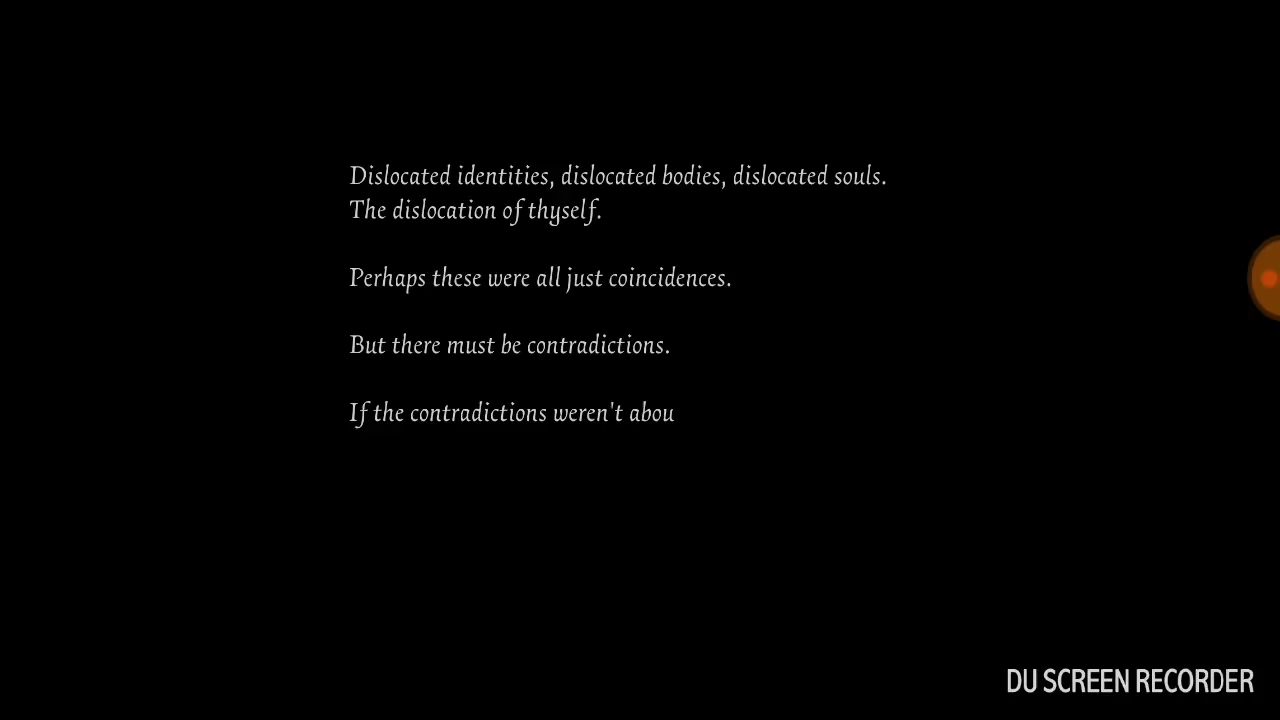 Dislocated identities, dislocated bodies, dislocated souls.
The dislocation of thyself.
Perhaps these were all just coincidences.
But there must be contradictions.
If the contradictions weren't abou
DU SCREEN RECORDER